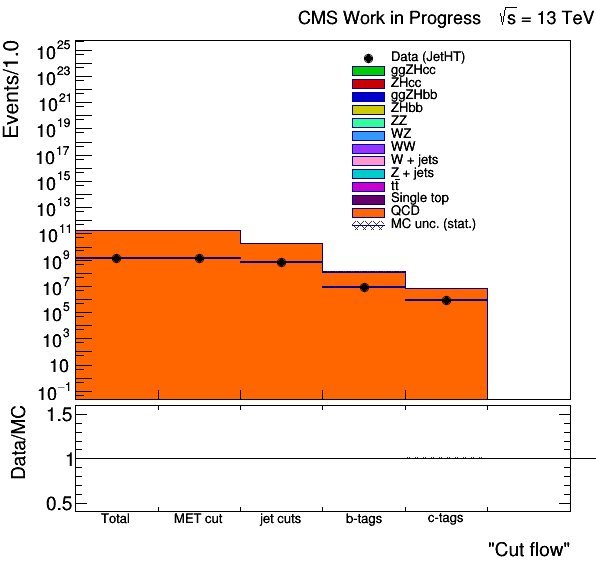 CMS Work in Progress √s = 13 TeV
Events/1.0
10^25
10^23
10^21
10^19
10^17
10^15
10^13
10^11
10^9
10^7
10^5
10^3
10
10^−1
Data (JetHT)
ggZHcc
ZHcc
ggZHbb
ZHbb
ZZ
WZ
WW
W + jets
Z + jets
tt̄
Single top
QCD
MC unc. (stat.)
Data/MC
1.5
1
0.5
Total MET cut jet cuts b-tags c-tags
"Cut flow"